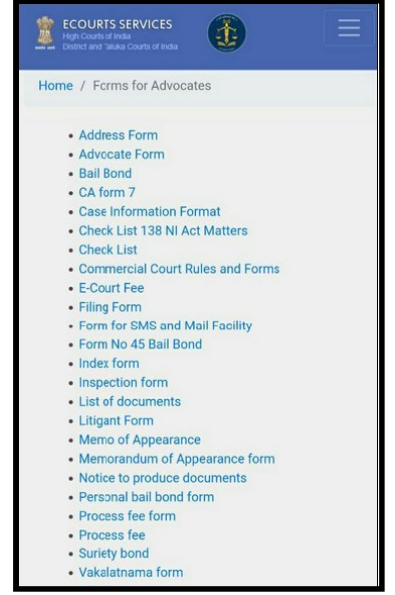 ECOURTS SERVICES
High Courts of India
District and Taluka Courts of India
Home / Forms for Advocates
• Address Form
• Advocate Form
• Bail Bond
• CA form 7
• Case Information Format
• Check List 138 NI Act Matters
• Check List
• Commercial Court Rules and Forms
• E-Court Fee
• Filing Form
• Form for SMS and Mail Facility
• Form No 45 Bail Bond
• Index form
• Inspection form
• List of documents
• Litigant Form
• Memo of Appearance
• Memorandum of Appearance form
• Notice to produce documents
• Personal bail bond form
• Process fee form
• Process fee
• Suriety bond
• Vakalatnama form